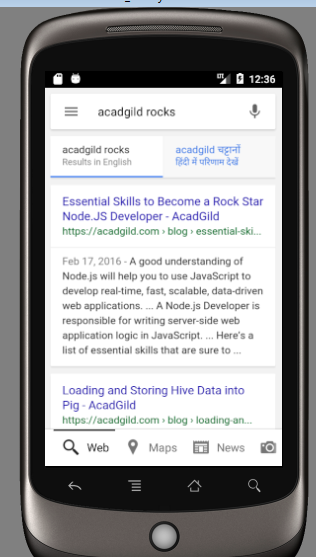 12:36
acadgild rocks
acadgild rocks
Results in English
acadgild चट्टानों
हिंदी में परिणाम देखें
Essential Skills to Become a Rock Star
Node.JS Developer - AcadGild
https://acadgild.com › blog › essential-ski...
Feb 17, 2016 - A good understanding of
Node.js will help you to use JavaScript to
develop real-time, fast, scalable, data-driven
web applications. ... A Node.js Developer is
responsible for writing server-side web
application logic in JavaScript. ... Here's a
list of essential skills that are sure to ...
Loading and Storing Hive Data into
Pig - AcadGild
https://acadgild.com › blog › loading-an...
Web Maps News